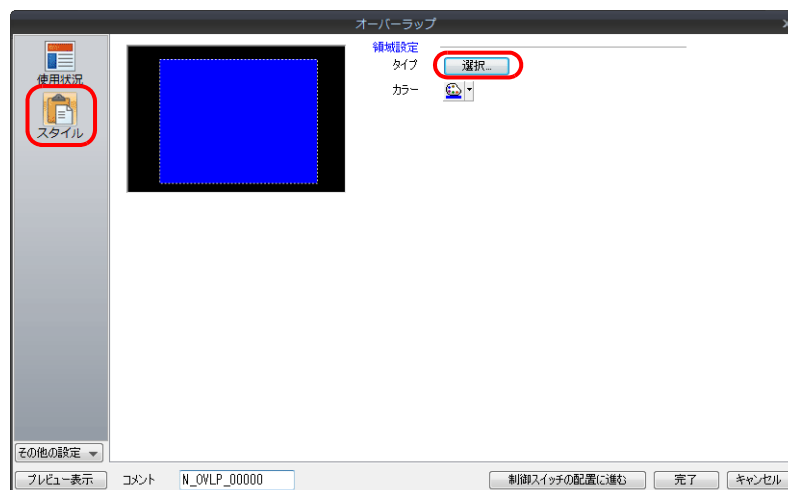 オーバーラップ
使用状況
スタイル
領域設定
タイプ 選択...
カラー
その他の設定
プレビュー表示 コメント N_OVLP_00000 制御スイッチの配置に進む 完了 キャンセル